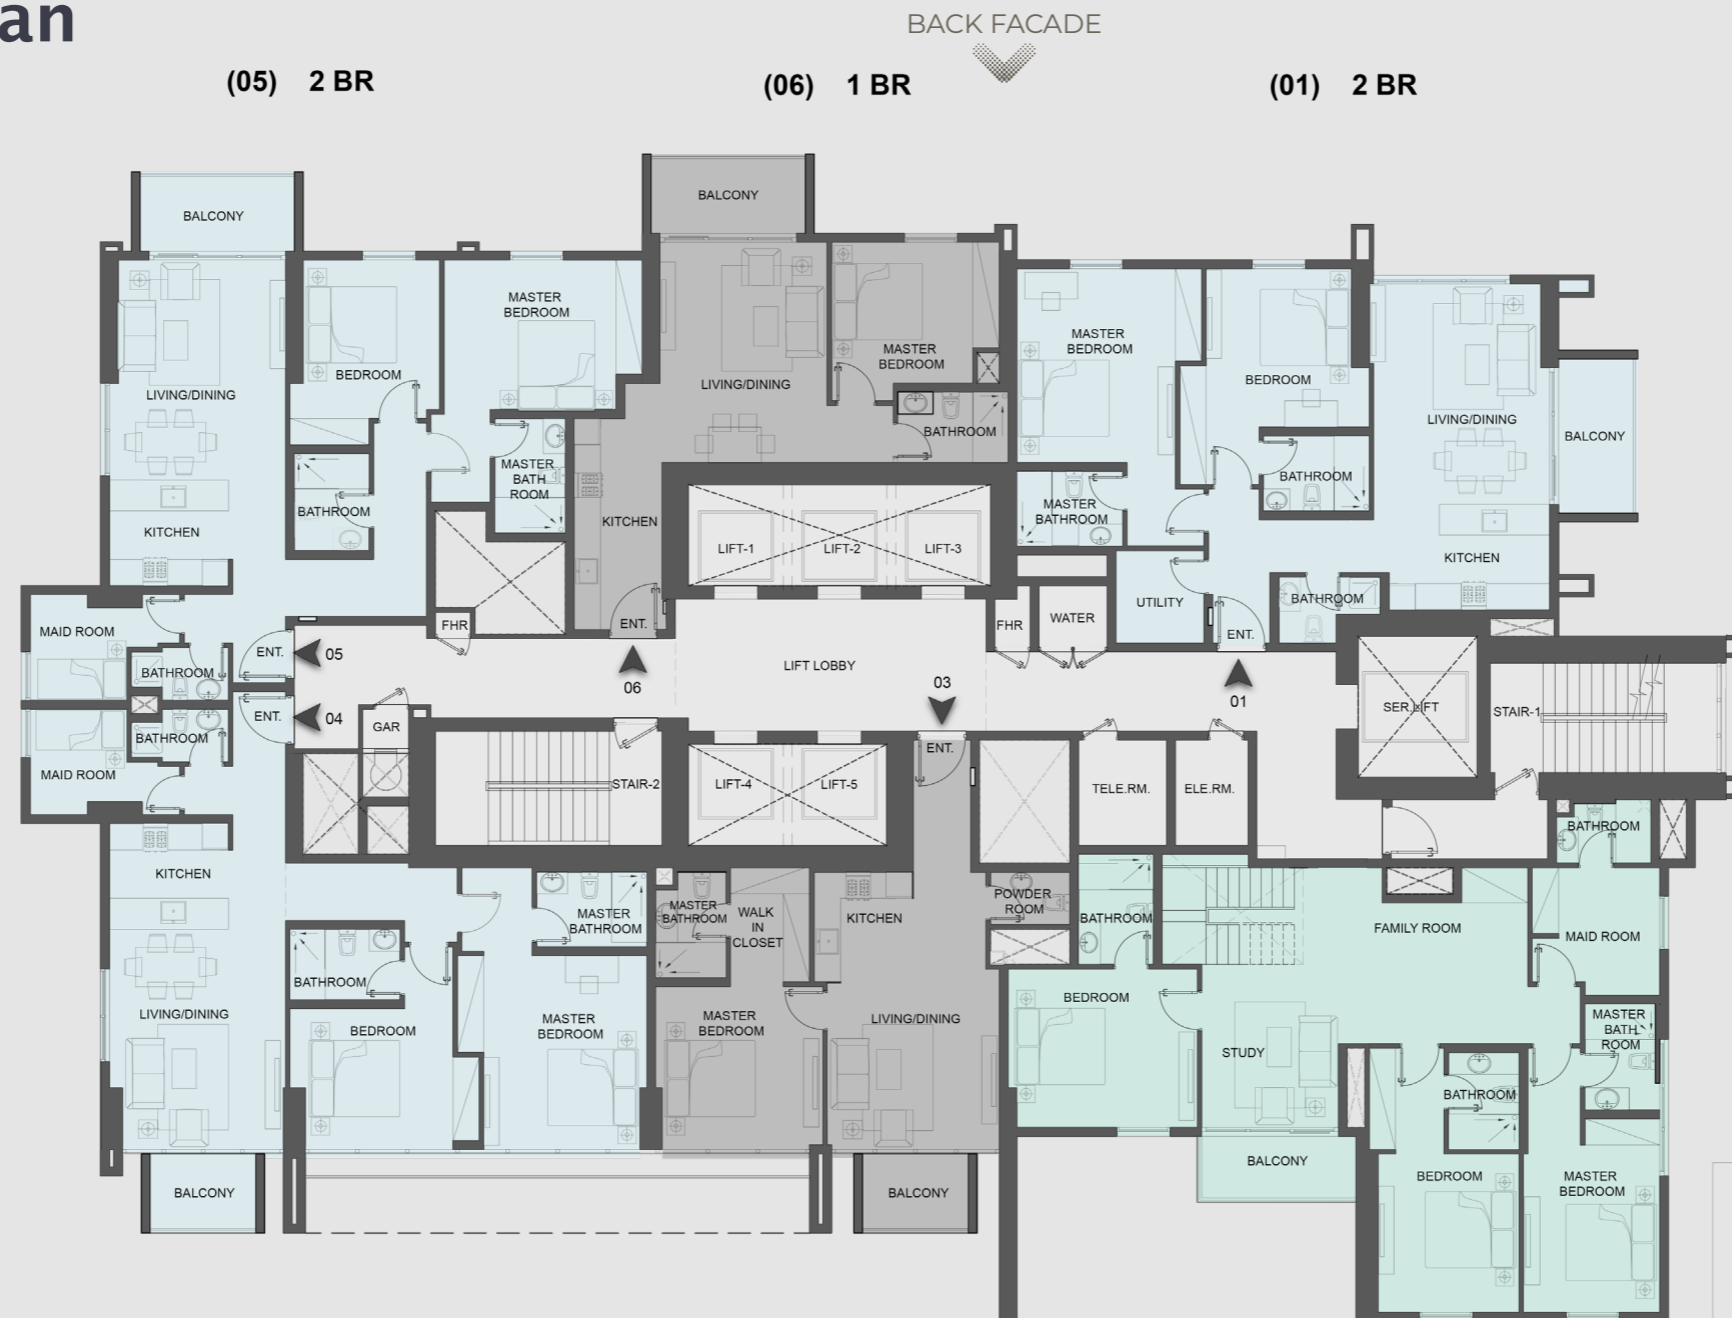 an
BACK FACADE
(05) 2 BR
(06) 1 BR
(01) 2 BR
BALCONY
BALCONY
MASTER
BEDROOM
BEDROOM
LIVING/DINING
MASTER
BEDROOM
LIVING/DINING
MASTER
BEDROOM
BEDROOM
LIVING/DINING
BALCONY
BATHROOM
MASTER
BATH
ROOM
BATHROOM
KITCHEN
KITCHEN
MASTER
BATHROOM
BATHROOM
KITCHEN
LIFT-1
LIFT-2
LIFT-3
UTILITY
BATHROOM
MAID ROOM
BATHROOM
ENT.
05
FHR
ENT.
06
LIFT LOBBY
FHR
WATER
ENT.
01
03
ENT.
04
ENT.
GAR
BATHROOM
MAID ROOM
STAIR-2
LIFT-4
LIFT-5
TELE.RM.
ELE.RM.
SER.LIFT
STAIR-1
BATHROOM
KITCHEN
MASTER
BATHROOM
MASTER
BATHROOM
WALK
IN
CLOSET
KITCHEN
POWDER
ROOM
BATHROOM
FAMILY ROOM
MAID ROOM
BATHROOM
LIVING/DINING
BEDROOM
MASTER
BEDROOM
MASTER
BEDROOM
LIVING/DINING
BEDROOM
STUDY
MASTER
BATH
ROOM
BATHROOM
BALCONY
BEDROOM
MASTER
BEDROOM
BALCONY
BALCONY